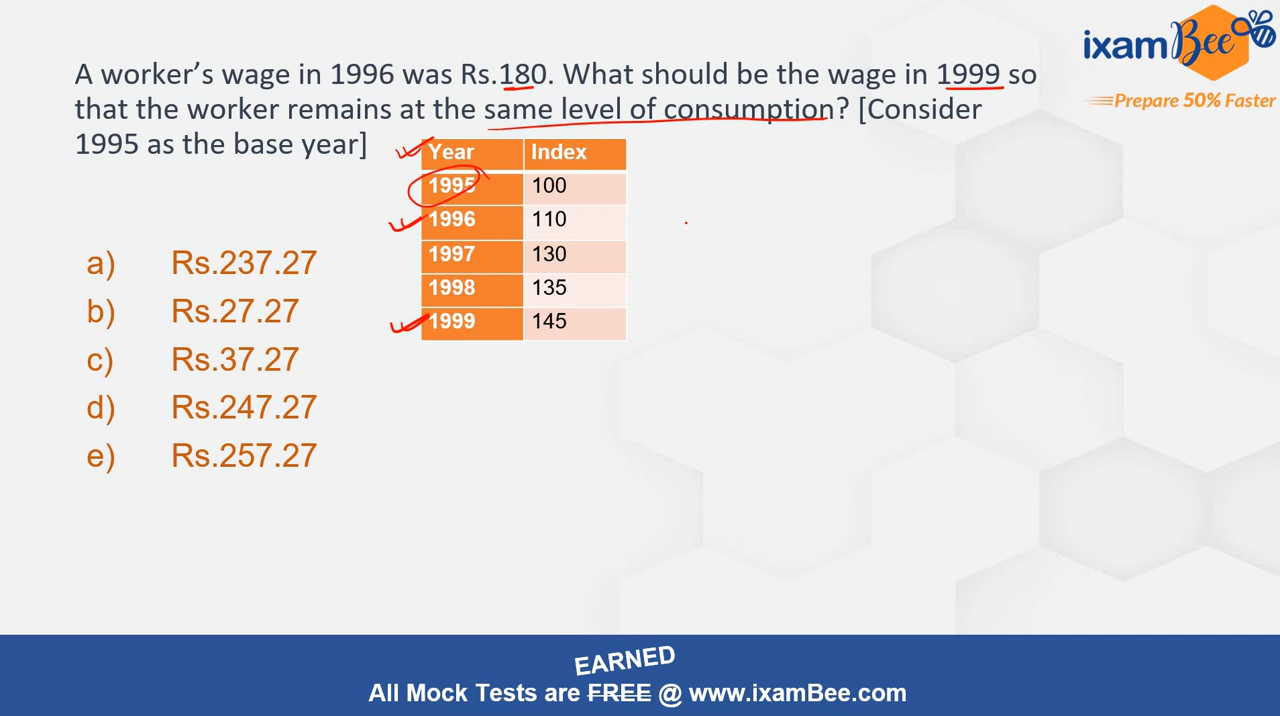 ixamBee
Prepare 50% Faster
A worker’s wage in 1996 was Rs.180. What should be the wage in 1999 so
that the worker remains at the same level of consumption? [Consider
1995 as the base year]
Year Index
1995 100
1996 110
1997 130
1998 135
1999 145
a) Rs.237.27
b) Rs.27.27
c) Rs.37.27
d) Rs.247.27
e) Rs.257.27
EARNED
All Mock Tests are FREE @ www.ixamBee.com